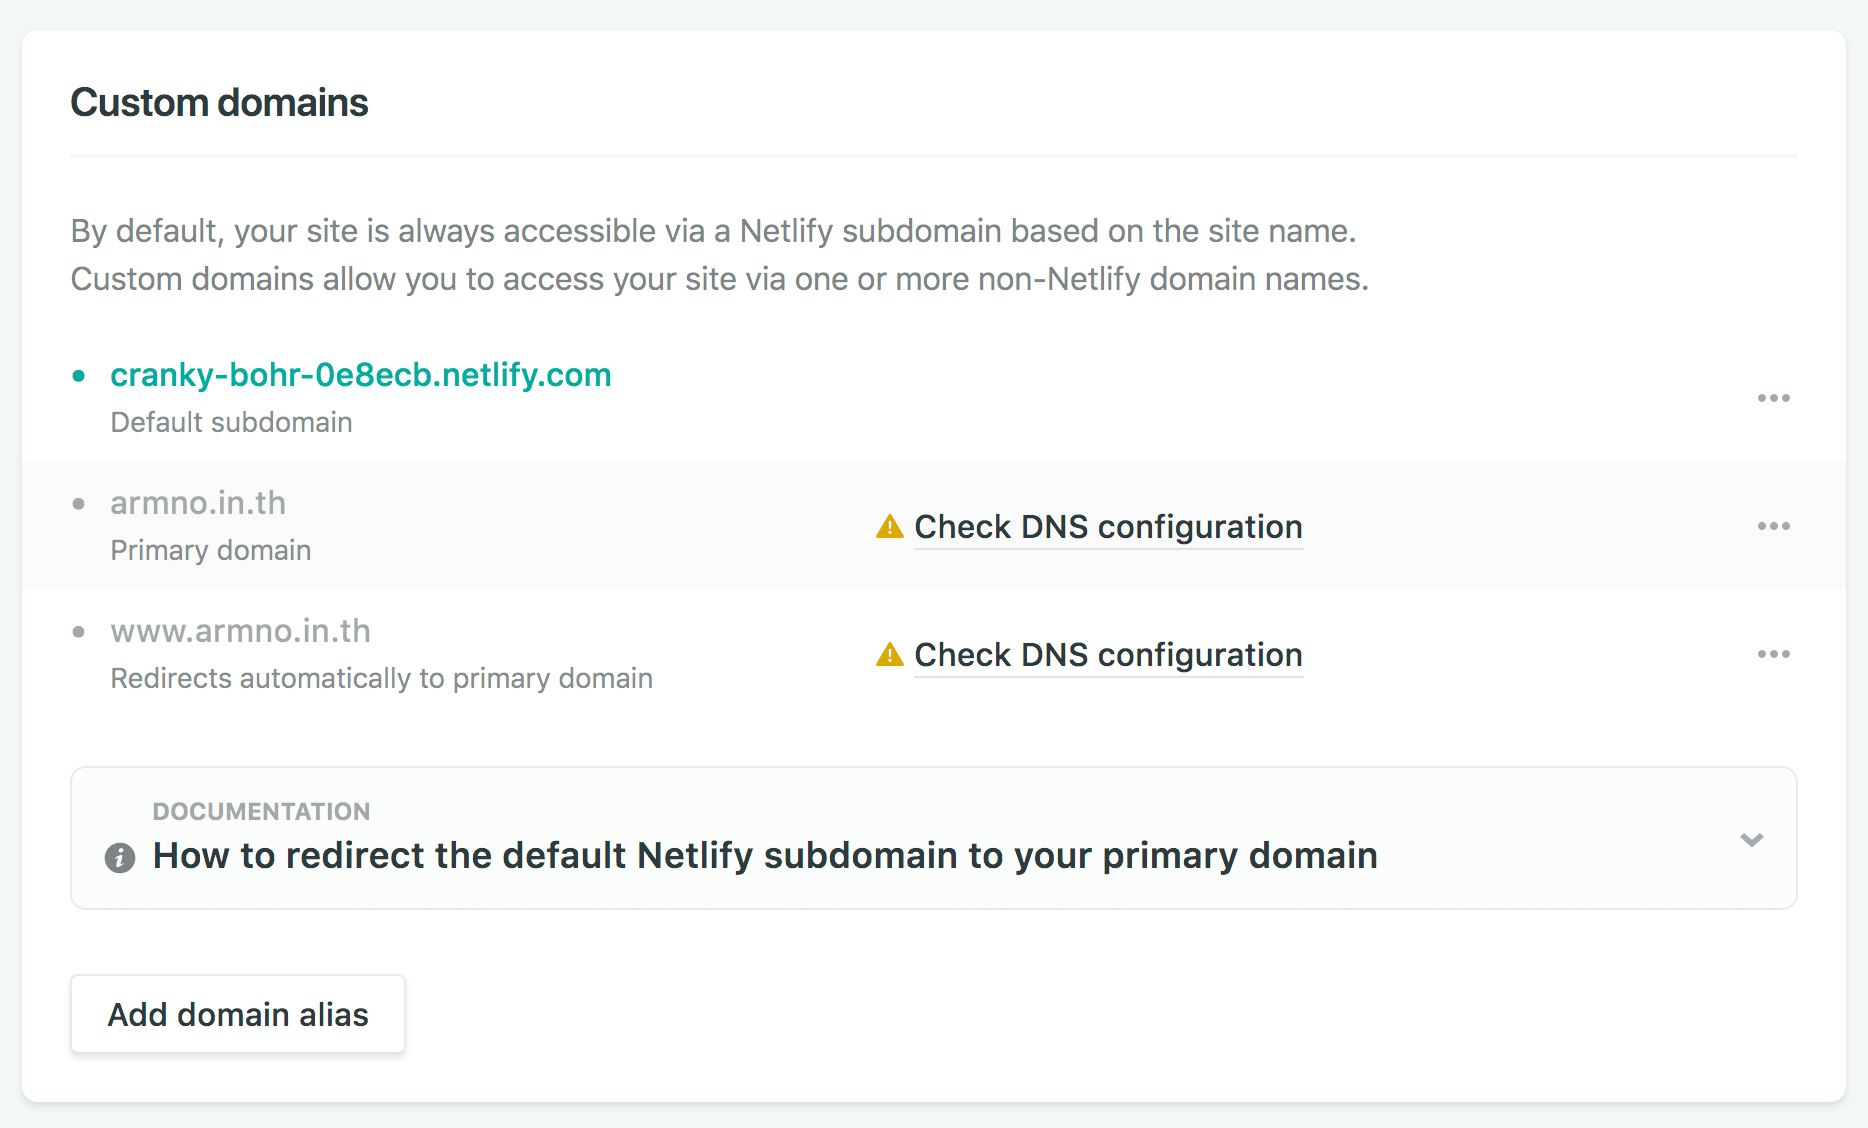 Custom domains
By default, your site is always accessible via a Netlify subdomain based on the site name.
Custom domains allow you to access your site via one or more non-Netlify domain names.
cranky-bohr-0e8ecb.netlify.com
Default subdomain
armno.in.th
Primary domain
Check DNS configuration
www.armno.in.th
Redirects automatically to primary domain
Check DNS configuration
DOCUMENTATION
How to redirect the default Netlify subdomain to your primary domain
Add domain alias